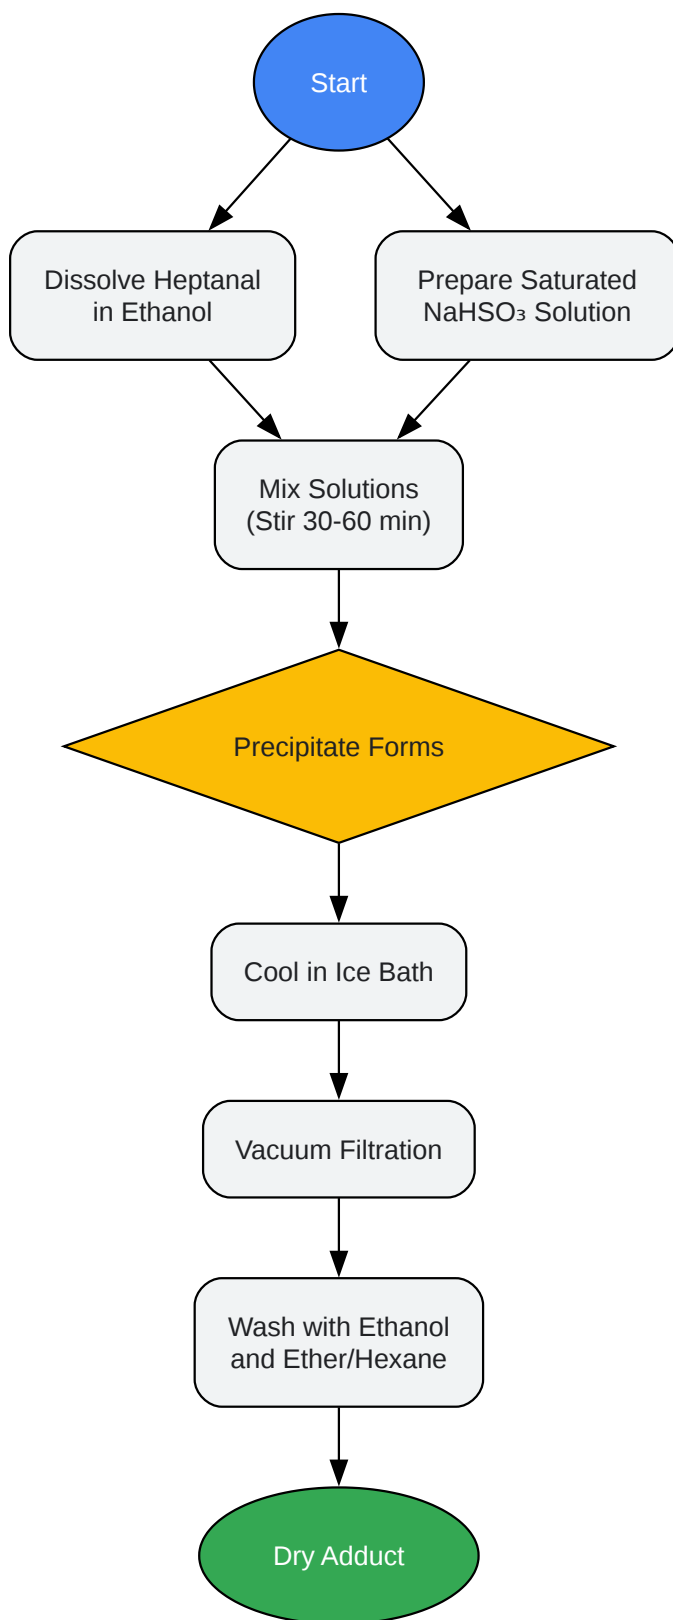 Start
Dissolve Heptanal
in Ethanol
Prepare Saturated
NaHSO₃ Solution
Mix Solutions
(Stir 30-60 min)
Precipitate Forms
Cool in Ice Bath
Vacuum Filtration
Wash with Ethanol
and Ether/Hexane
Dry Adduct